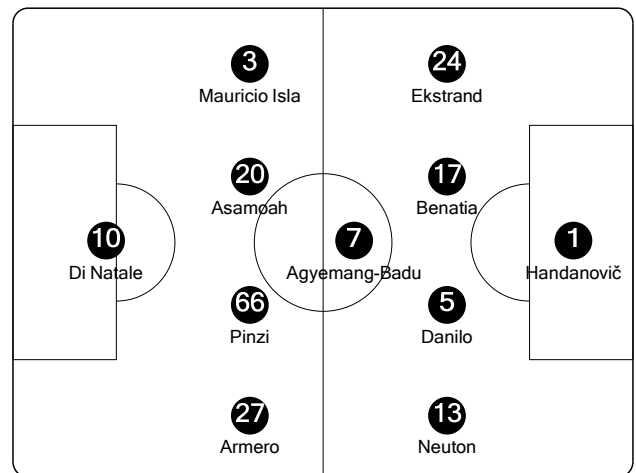 3
Mauricio Isla
24
Ekstrand
20
Asamoah
17
Benatia
10
Di Natale
7
Agyemang-Badu
1
Handanovič
66
Pinzi
5
Danilo
27
Armero
13
Neuton